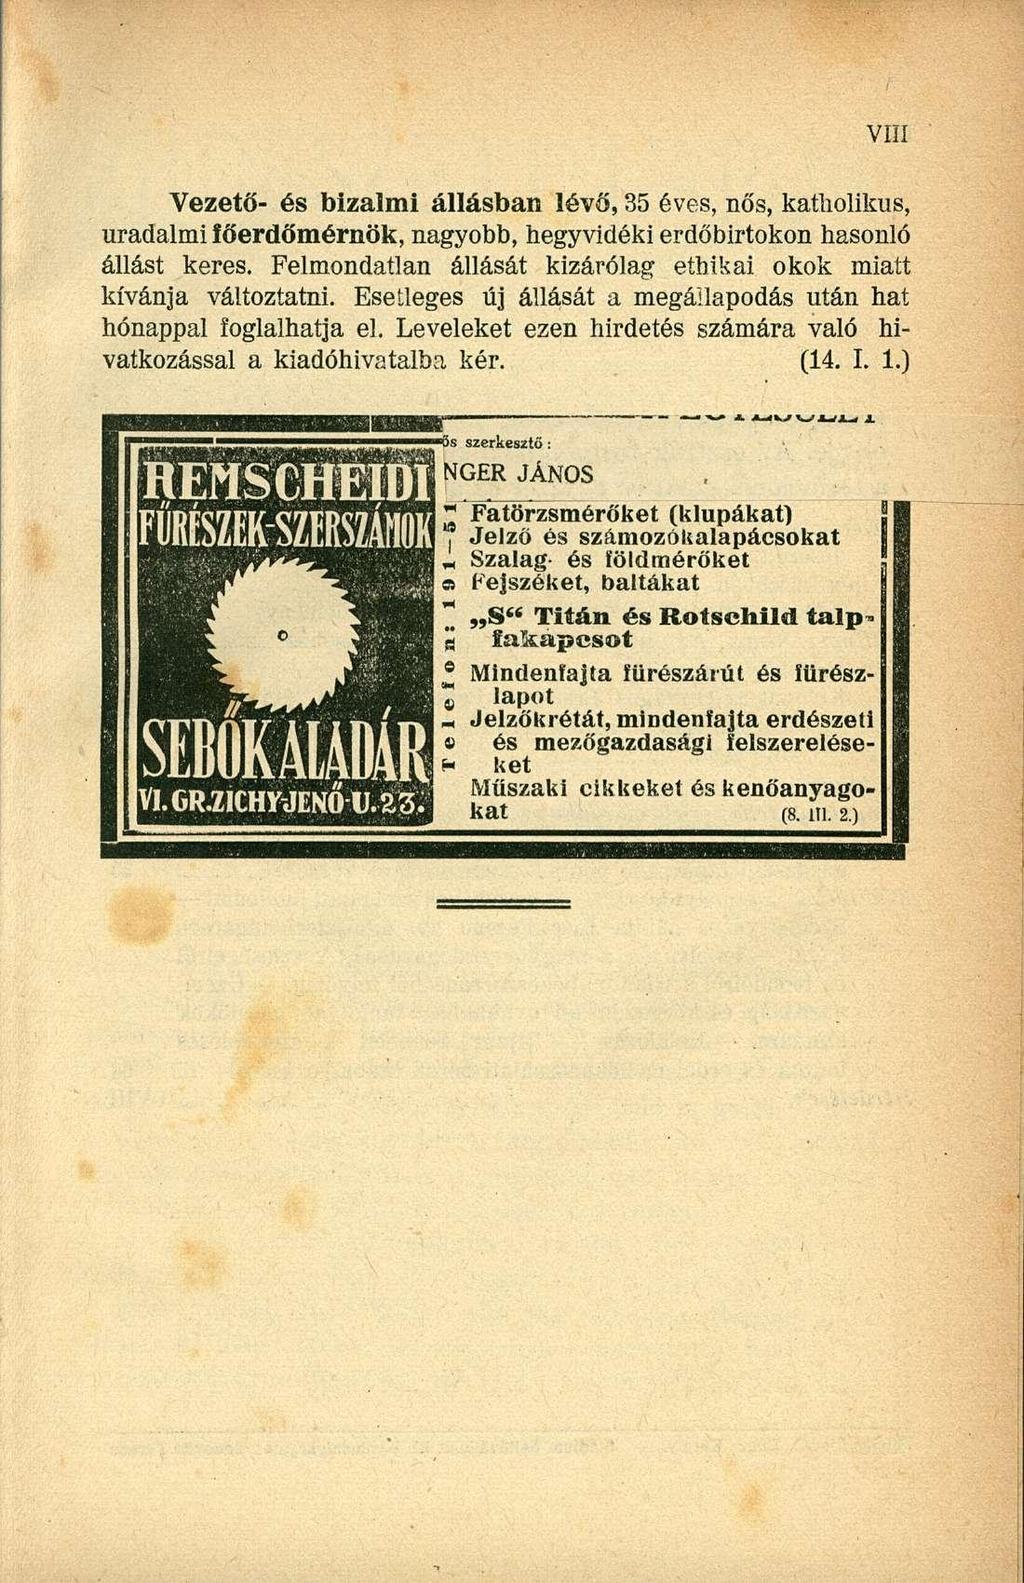 VIII
Vezető- és bizalmi állásban lévő, 35 éves, nős, katholikus,
uradalmi főerdőmérnök, nagyobb, hegyvidéki erdőbirtokon hasonló
állást keres. Felmondatlan állását kizárólag ethikai okok miatt
kívánja változtatni. Esetleges új állását a megállapodás után hat
hónappal foglalhatja el. Leveleket ezen hirdetés számára való hi-
vatkozással a kiadóhivatalba kér. (14. I. 1.)
ős szerkesztő:
NGER JÁNOS
REMSCHEIDI
FŰRÉSZEK-SZERSZÁMOK
SEBŐK ALADÁR
VI. GR. ZICHY JENŐ-U. 23.
Telefon: 191-51
Fatörzsmérőket (klupákat)
Jelző és számozókalapácsokat
Szalag- és földmérőket
Fejszéket, baltákat
„S“ Titán és Rotschild talp-
fakapcsot
Mindenfajta fürészárút és fürész-
lapot
Jelzőkrétát, mindenfajta erdészeti
és mezőgazdasági felszerelése-
ket
Műszaki cikkeket és kenőanyago-
kat (8. III. 2.)